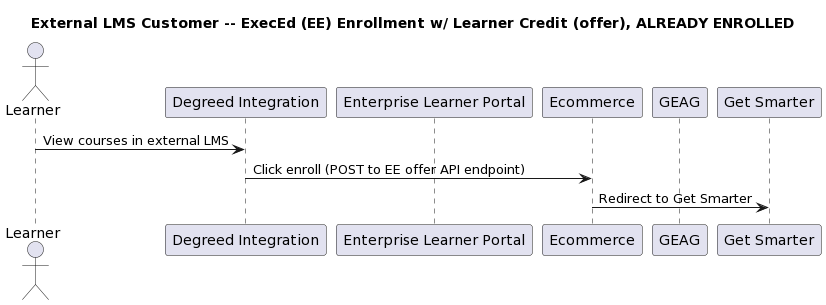 External LMS Customer -- ExecEd (EE) Enrollment w/ Learner Credit (offer), ALREADY ENROLLED
Learner
Degreed Integration
Enterprise Learner Portal
Ecommerce
GEAG
Get Smarter
View courses in external LMS
Click enroll (POST to EE offer API endpoint)
Redirect to Get Smarter
Learner
Degreed Integration
Enterprise Learner Portal
Ecommerce
GEAG
Get Smarter